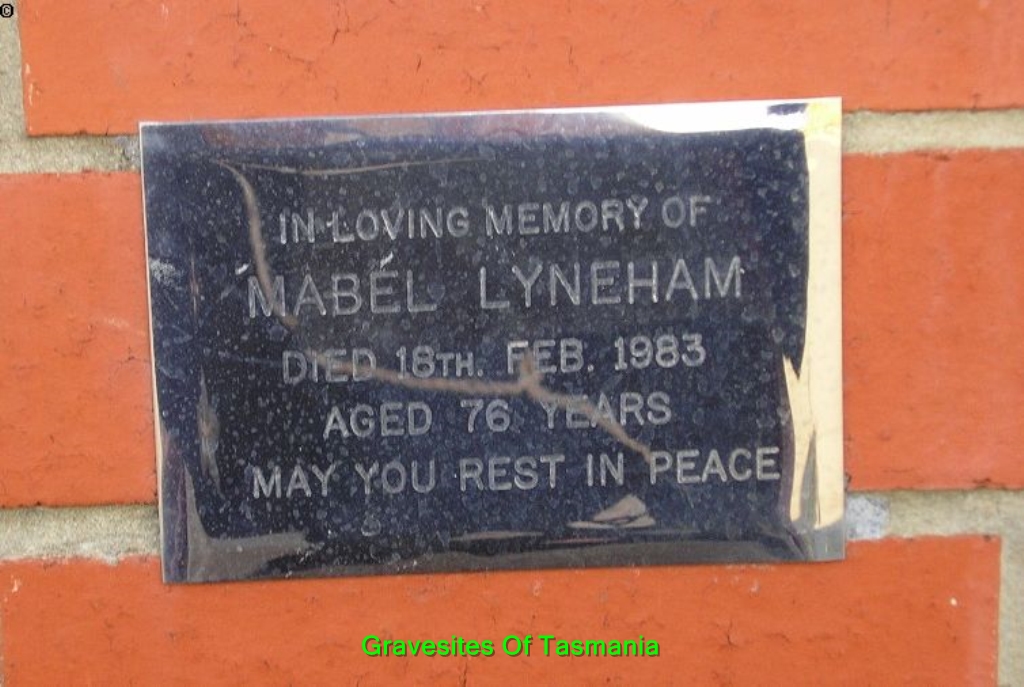 ©
IN LOVING MEMORY OF
MABEL LYNEHAM
DIED 18TH. FEB. 1983
AGED 76 YEARS
MAY YOU REST IN PEACE
Gravesites Of Tasmania